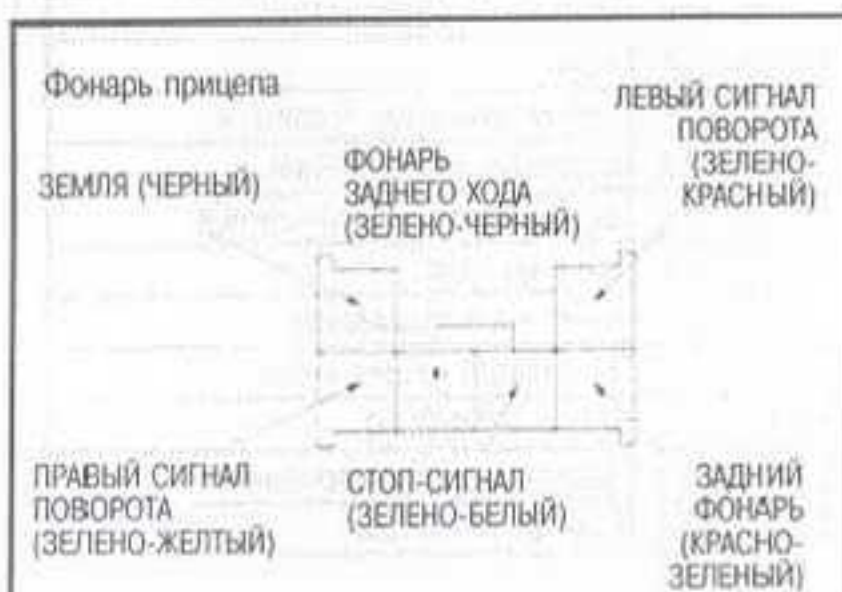 Фонарь прицепа
ЗЕМЛЯ (ЧЕРНЫЙ)
ФОНАРЬ
ЗАДНЕГО ХОДА
(ЗЕЛЕНО-ЧЕРНЫЙ)
ЛЕВЫЙ СИГНАЛ
ПОВОРОТА
(ЗЕЛЕНО-
КРАСНЫЙ)
ПРАВЫЙ СИГНАЛ
ПОВОРОТА
(ЗЕЛЕНО-ЖЕЛТЫЙ)
СТОП-СИГНАЛ
(ЗЕЛЕНО-БЕЛЫЙ)
ЗАДНИЙ
ФОНАРЬ
(КРАСНО-
ЗЕЛЕНЫЙ)